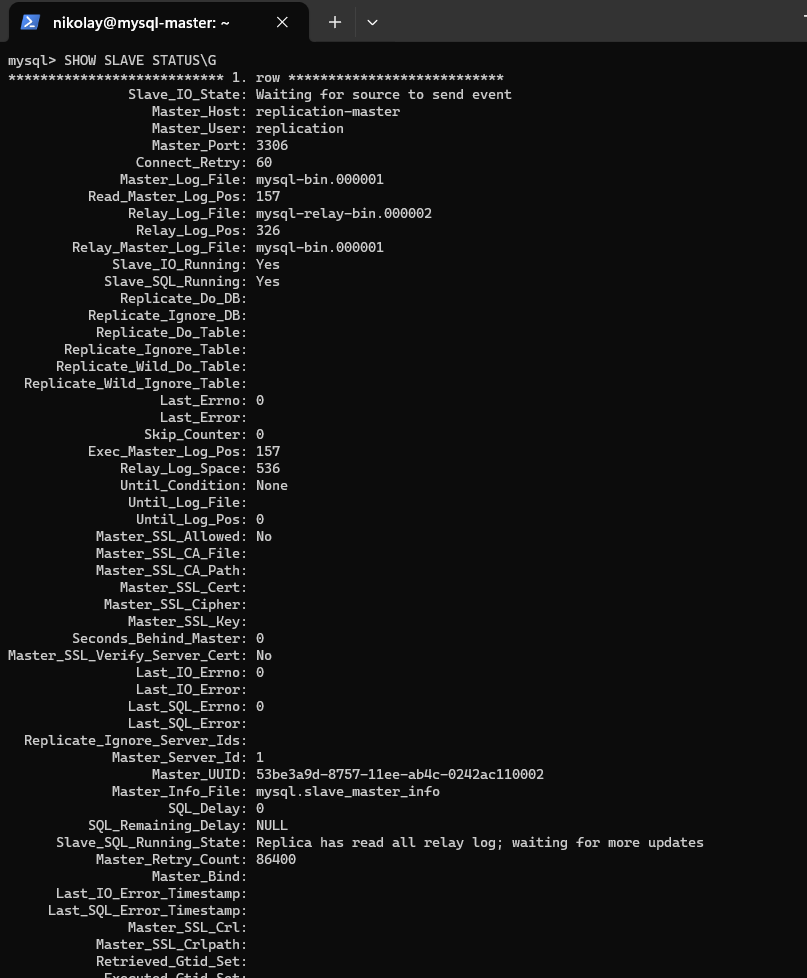 nikolay@mysql-master: ~
mysql> SHOW SLAVE STATUS\G
*************************** 1. row ***************************
Slave_IO_State: Waiting for source to send event
Master_Host: replication-master
Master_User: replication
Master_Port: 3306
Connect_Retry: 60
Master_Log_File: mysql-bin.000001
Read_Master_Log_Pos: 157
Relay_Log_File: mysql-relay-bin.000002
Relay_Log_Pos: 326
Relay_Master_Log_File: mysql-bin.000001
Slave_IO_Running: Yes
Slave_SQL_Running: Yes
Replicate_Do_DB:
Replicate_Ignore_DB:
Replicate_Do_Table:
Replicate_Ignore_Table:
Replicate_Wild_Do_Table:
Replicate_Wild_Ignore_Table:
Last_Errno: 0
Last_Error:
Skip_Counter: 0
Exec_Master_Log_Pos: 157
Relay_Log_Space: 536
Until_Condition: None
Until_Log_File:
Until_Log_Pos: 0
Master_SSL_Allowed: No
Master_SSL_CA_File:
Master_SSL_CA_Path:
Master_SSL_Cert:
Master_SSL_Cipher:
Master_SSL_Key:
Seconds_Behind_Master: 0
Master_SSL_Verify_Server_Cert: No
Last_IO_Errno: 0
Last_IO_Error:
Last_SQL_Errno: 0
Last_SQL_Error:
Replicate_Ignore_Server_Ids:
Master_Server_Id: 1
Master_UUID: 53be3a9d-8757-11ee-ab4c-0242ac110002
Master_Info_File: mysql.slave_master_info
SQL_Delay: 0
SQL_Remaining_Delay: NULL
Slave_SQL_Running_State: Replica has read all relay log; waiting for more updates
Master_Retry_Count: 86400
Master_Bind:
Last_IO_Error_Timestamp:
Last_SQL_Error_Timestamp:
Master_SSL_Crl:
Master_SSL_Crlpath:
Retrieved_Gtid_Set:
Executed_Gtid_Set: